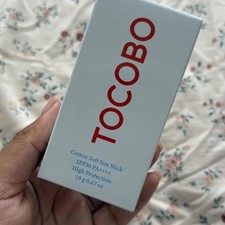 TOCOBO
Cotton Soft Sun Stick
SPF50 PA++++
High Protection
19 g 0.67 oz